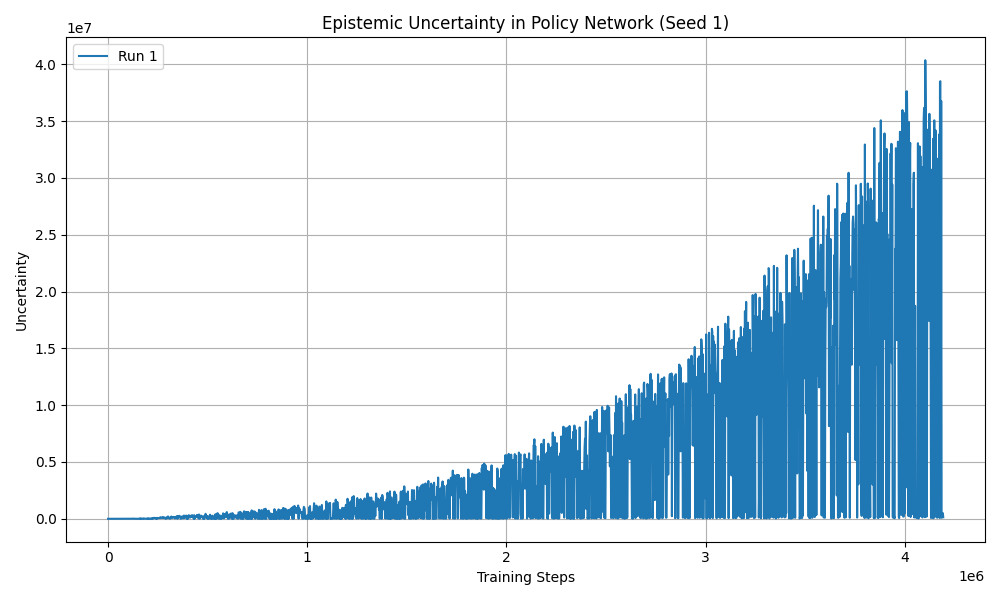 Epistemic Uncertainty in Policy Network (Seed 1)
1e7
Run 1
4.0
3.5
3.0
2.5
2.0
1.5
1.0
0.5
0.0
Uncertainty
0 1 2 3 4
1e6
Training Steps